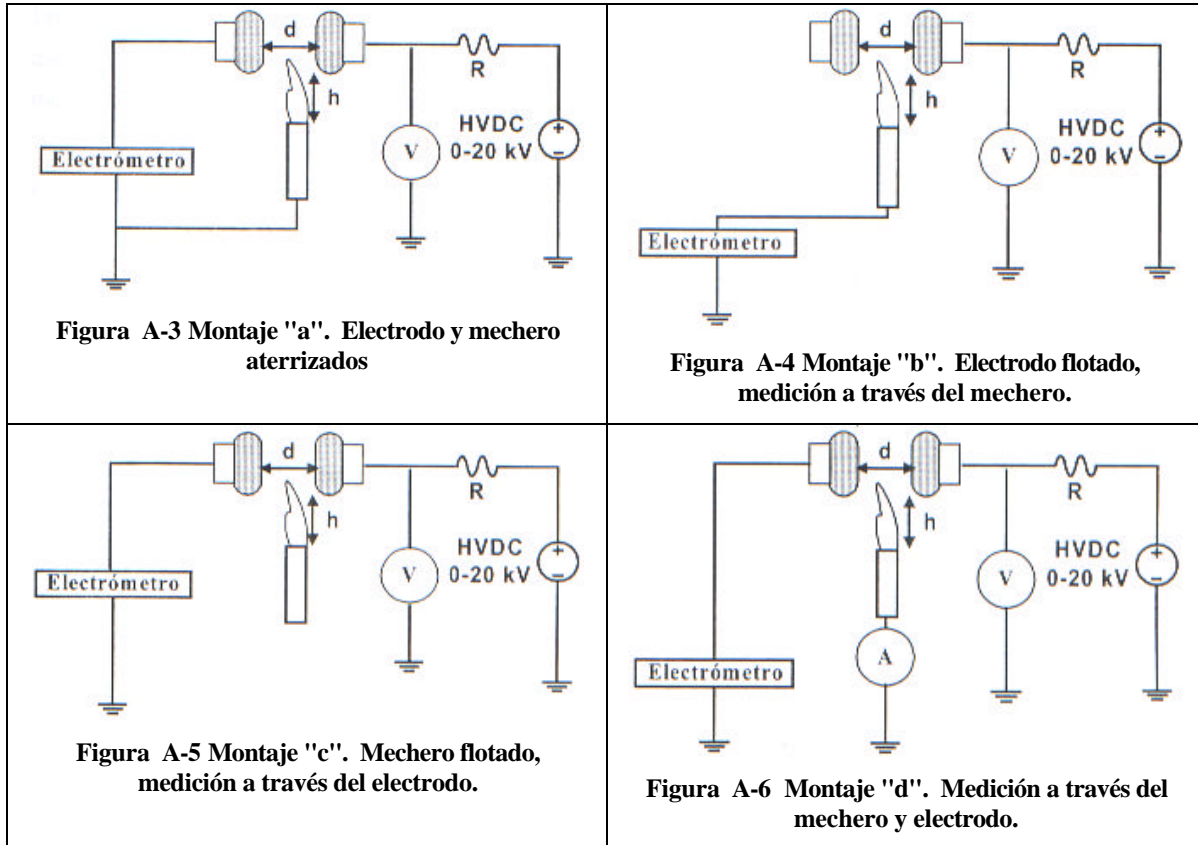 d
R
h
HVDC
0-20 kV
V
+
−
Electrómetro
Figura A-3 Montaje "a". Electrodo y mechero
aterrizados
d
R
h
HVDC
0-20 kV
V
+
−
Electrómetro
Figura A-4 Montaje "b". Electrodo flotado,
medición a través del mechero.
d
R
h
HVDC
0-20 kV
V
+
−
Electrómetro
Figura A-5 Montaje "c". Mechero flotado,
medición a través del electrodo.
d
R
h
HVDC
0-20 kV
V
+
−
A
Electrómetro
Figura A-6 Montaje "d". Medición a través del
mechero y electrodo.